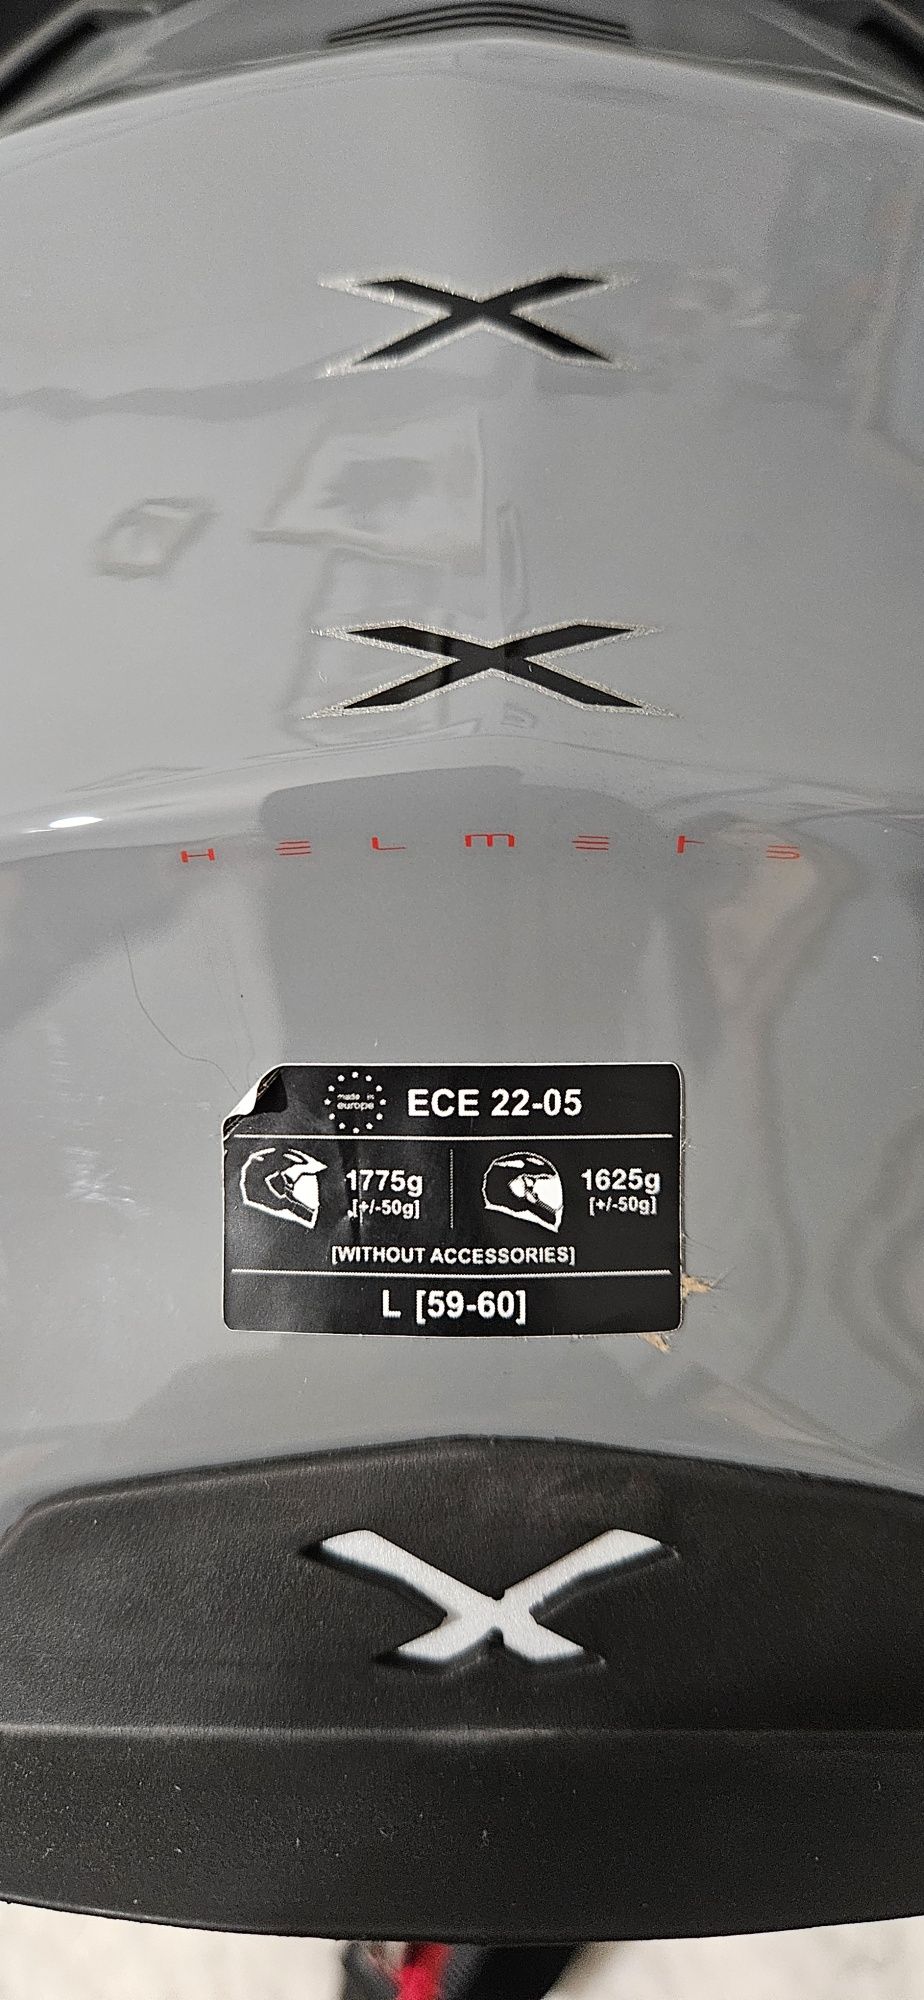 X
X
HELMETS
made in
europe
ECE 22-05
1775g
[+/-50g]
1625g
[+/-50g]
[WITHOUT ACCESSORIES]
L [59-60]
X